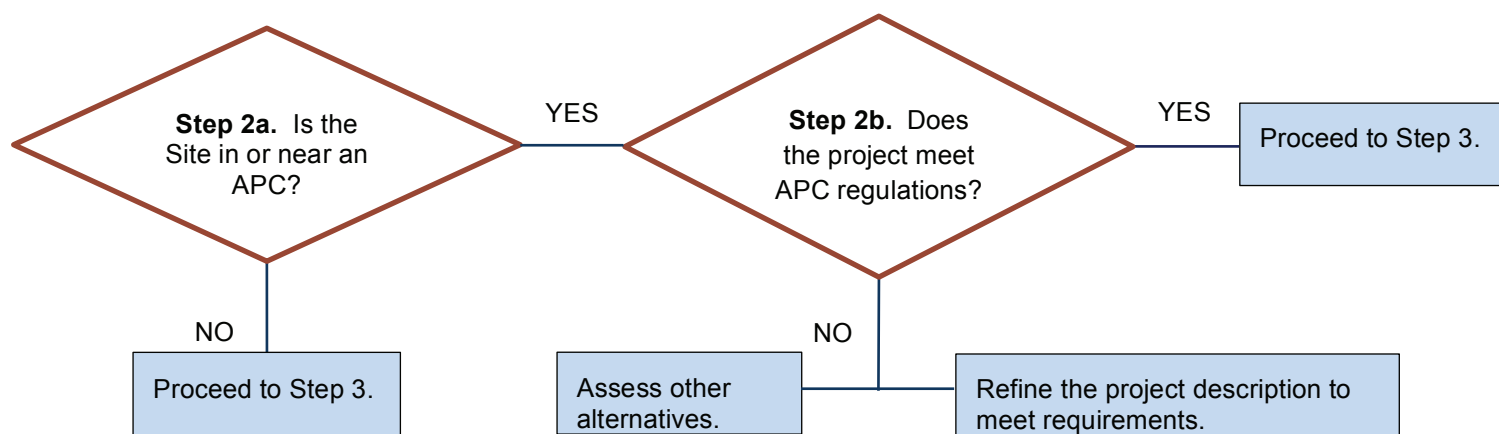 Step 2a. Is the
Site in or near an
APC?
YES
NO
Proceed to Step 3.
Step 2b. Does
the project meet
APC regulations?
YES
Proceed to Step 3.
NO
Assess other
alternatives.
Refine the project description to
meet requirements.